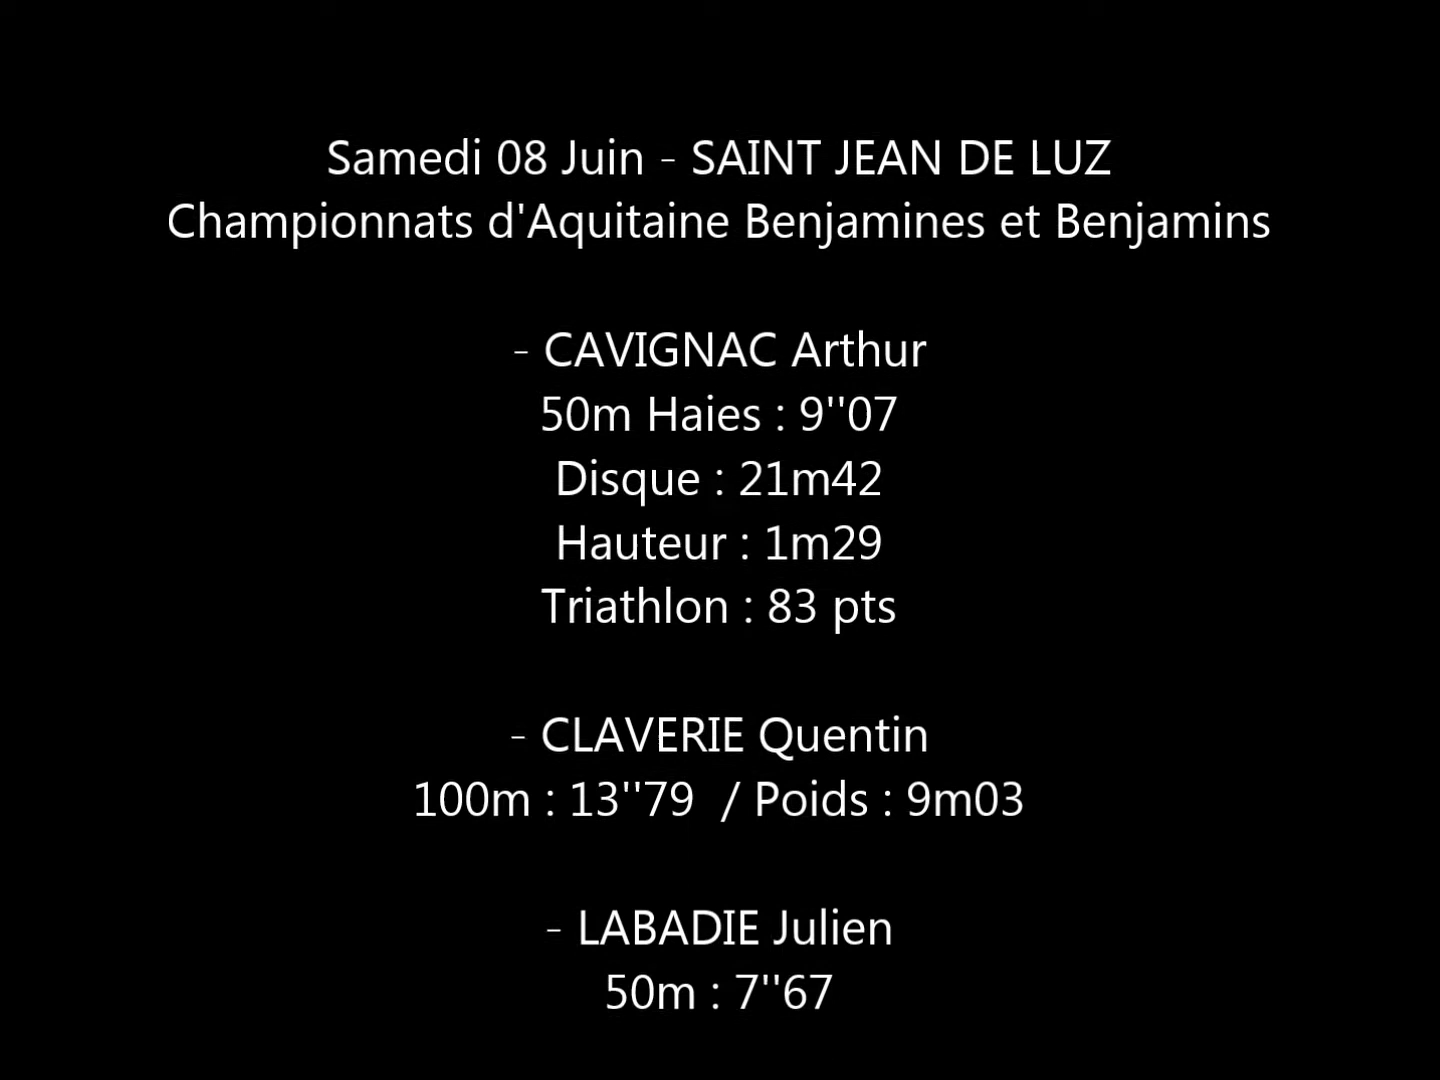 Samedi 08 Juin - SAINT JEAN DE LUZ
Championnats d'Aquitaine Benjamines et Benjamins
- CAVIGNAC Arthur
50m Haies : 9''07
Disque : 21m42
Hauteur : 1m29
Triathlon : 83 pts
- CLAVERIE Quentin
100m : 13''79  / Poids : 9m03
- LABADIE Julien
50m : 7''67